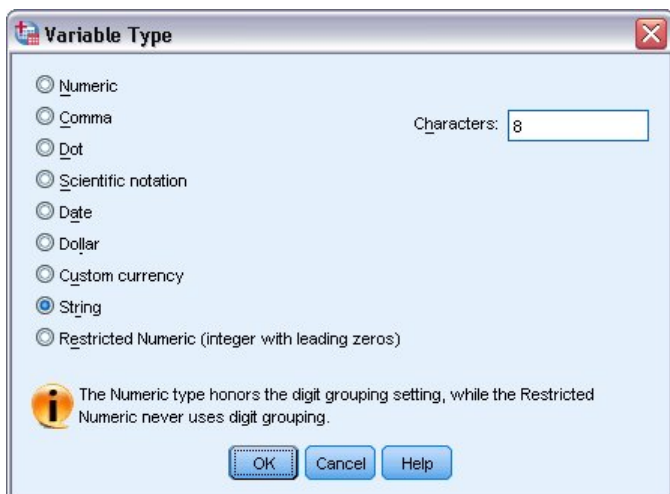 Variable Type
Numeric
Comma
Characters: 8
Dot
Scientific notation
Date
Dollar
Custom currency
String
Restricted Numeric (integer with leading zeros)
The Numeric type honors the digit grouping setting, while the Restricted
Numeric never uses digit grouping.
OK Cancel Help